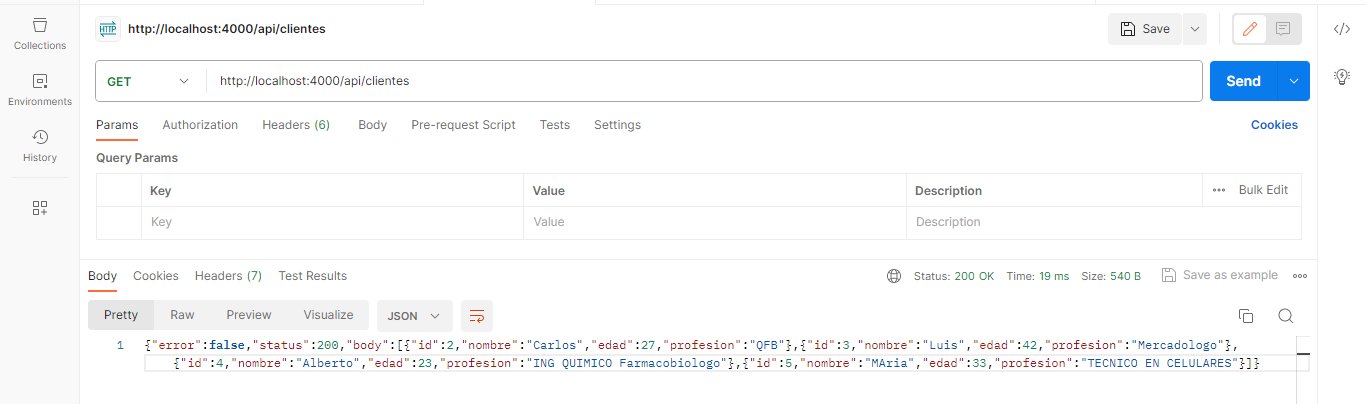 Collections
Environments
History
HTTP http://localhost:4000/api/clientes Save
GET http://localhost:4000/api/clientes Send
Params Authorization Headers (6) Body Pre-request Script Tests Settings Cookies
Query Params
Key Value Description Bulk Edit
Key Value Description
Body Cookies Headers (7) Test Results Status: 200 OK Time: 19 ms Size: 540 B Save as example
Pretty Raw Preview Visualize JSON
1 {"error":false,"status":200,"body":[{"id":2,"nombre":"Carlos","edad":27,"profesion":"QFB"},{"id":3,"nombre":"Luis","edad":42,"profesion":"Mercadologo"},
{"id":4,"nombre":"Alberto","edad":23,"profesion":"ING QUIMICO Farmacobiologo"},{"id":5,"nombre":"MAria","edad":33,"profesion":"TECNICO EN CELULARES"}]}